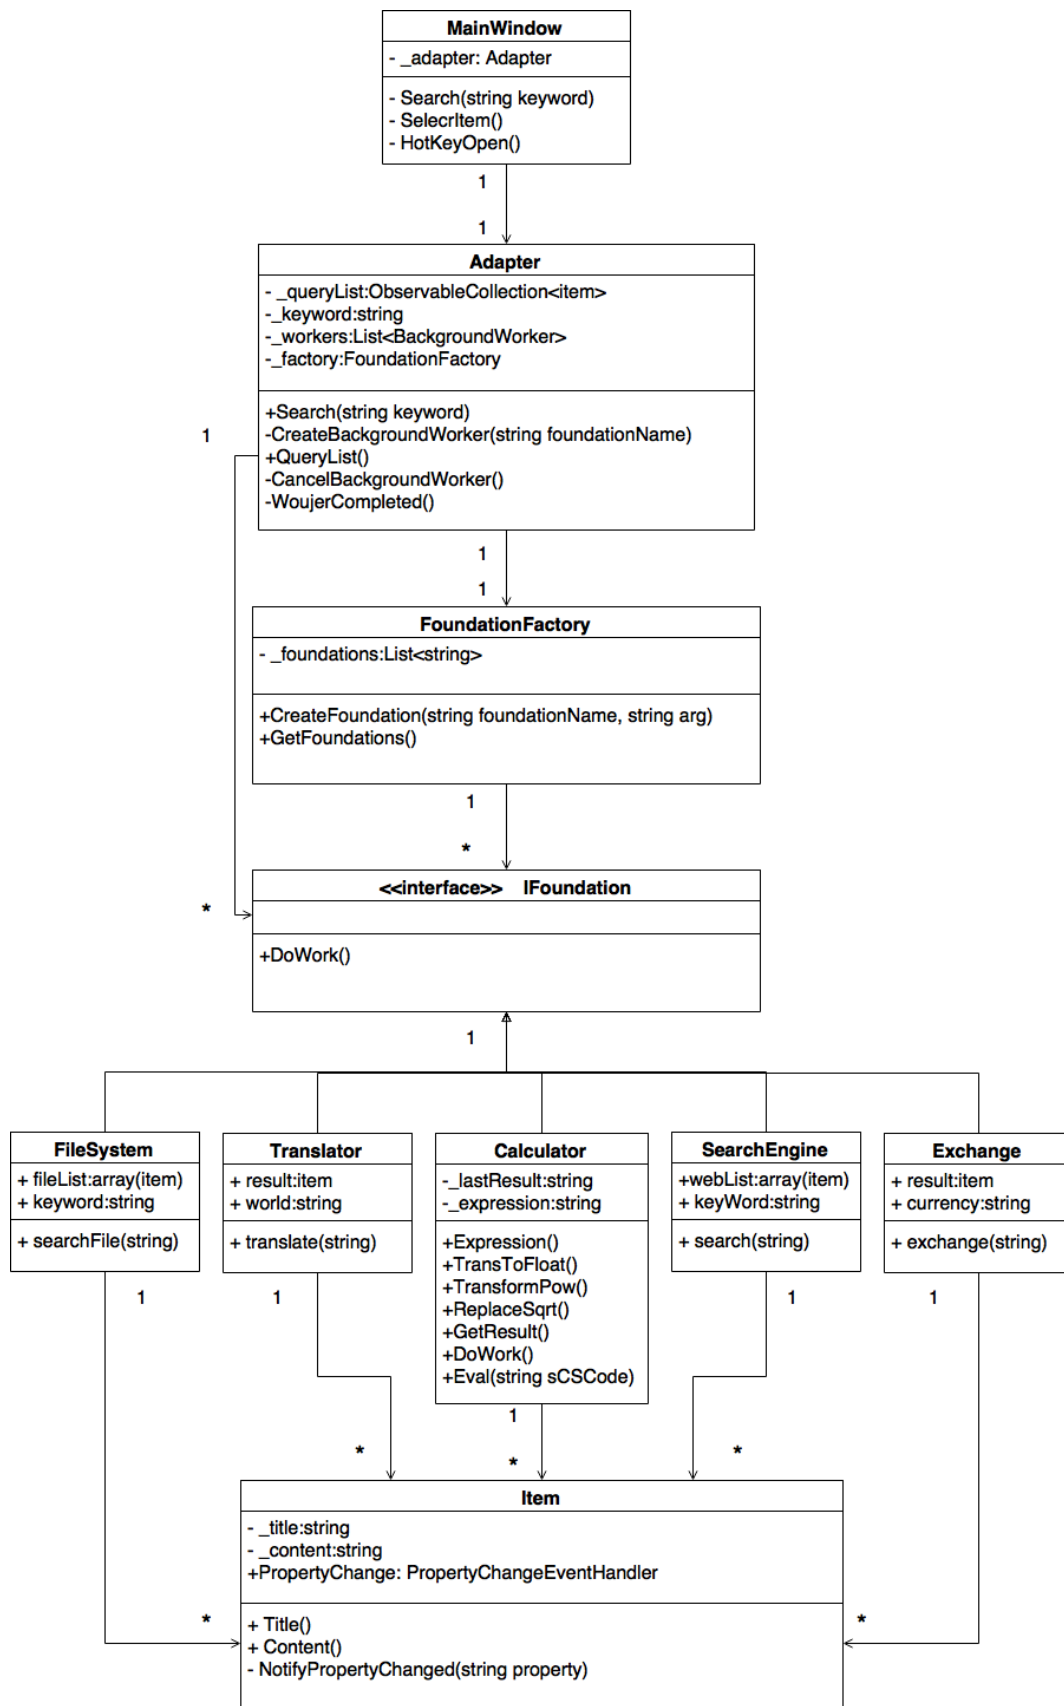 MainWindow
- _adapter: Adapter
- Search(string keyword)
- SelecrItem()
- HotKeyOpen()
1
1
Adapter
- _queryList:ObservableCollection<item>
-_keyword:string
-_workers:List<BackgroundWorker>
-_factory:FoundationFactory
+Search(string keyword)
-CreateBackgroundWorker(string foundationName)
+QueryList()
-CancelBackgroundWorker()
-WoujerCompleted()
1
1
1
FoundationFactory
- _foundations:List<string>
+CreateFoundation(string foundationName, string arg)
+GetFoundations()
1
*
<<interface>> IFoundation
+DoWork()
*
1
FileSystem
+ fileList:array(item)
+ keyword:string
+ searchFile(string)
1
Translator
+ result:item
+ world:string
+ translate(string)
1
Calculator
-_lastResult:string
-_expression:string
+Expression()
+TransToFloat()
+TransformPow()
+ReplaceSqrt()
+GetResult()
+DoWork()
+Eval(string sCSCode)
1
SearchEngine
+webList:array(item)
+ keyWord:string
+ search(string)
1
Exchange
+ result:item
+ currency:string
+ exchange(string)
1
*
*
*
Item
- _title:string
- _content:string
+PropertyChange: PropertyChangeEventHandler
+ Title()
+ Content()
- NotifyPropertyChanged(string property)
*
*